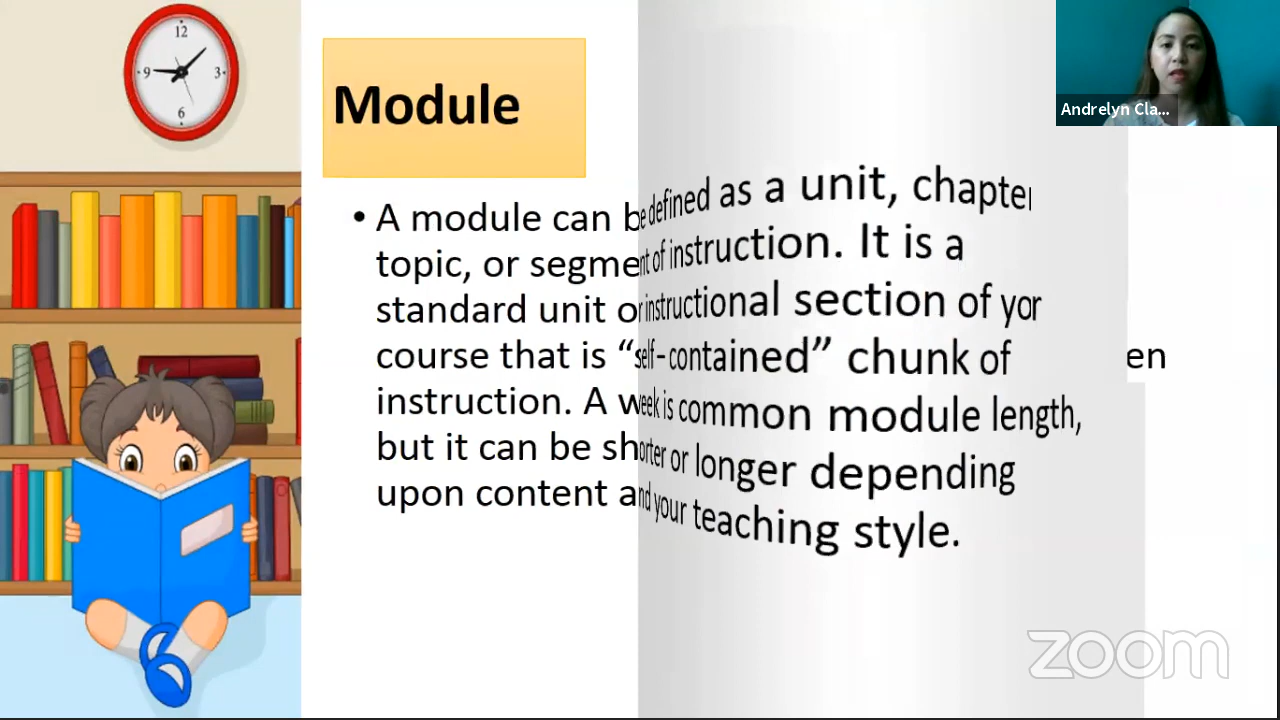 12
9
3
6
Module
• A module can be defined as a unit, chapter
topic, or segment of instruction. It is a
standard unit or instructional section of your
course that is “self-contained” chunk of
en
instruction. A week is common module length,
but it can be shorter or longer depending
upon content and your teaching style.
Andrelyn Cla...
zoom